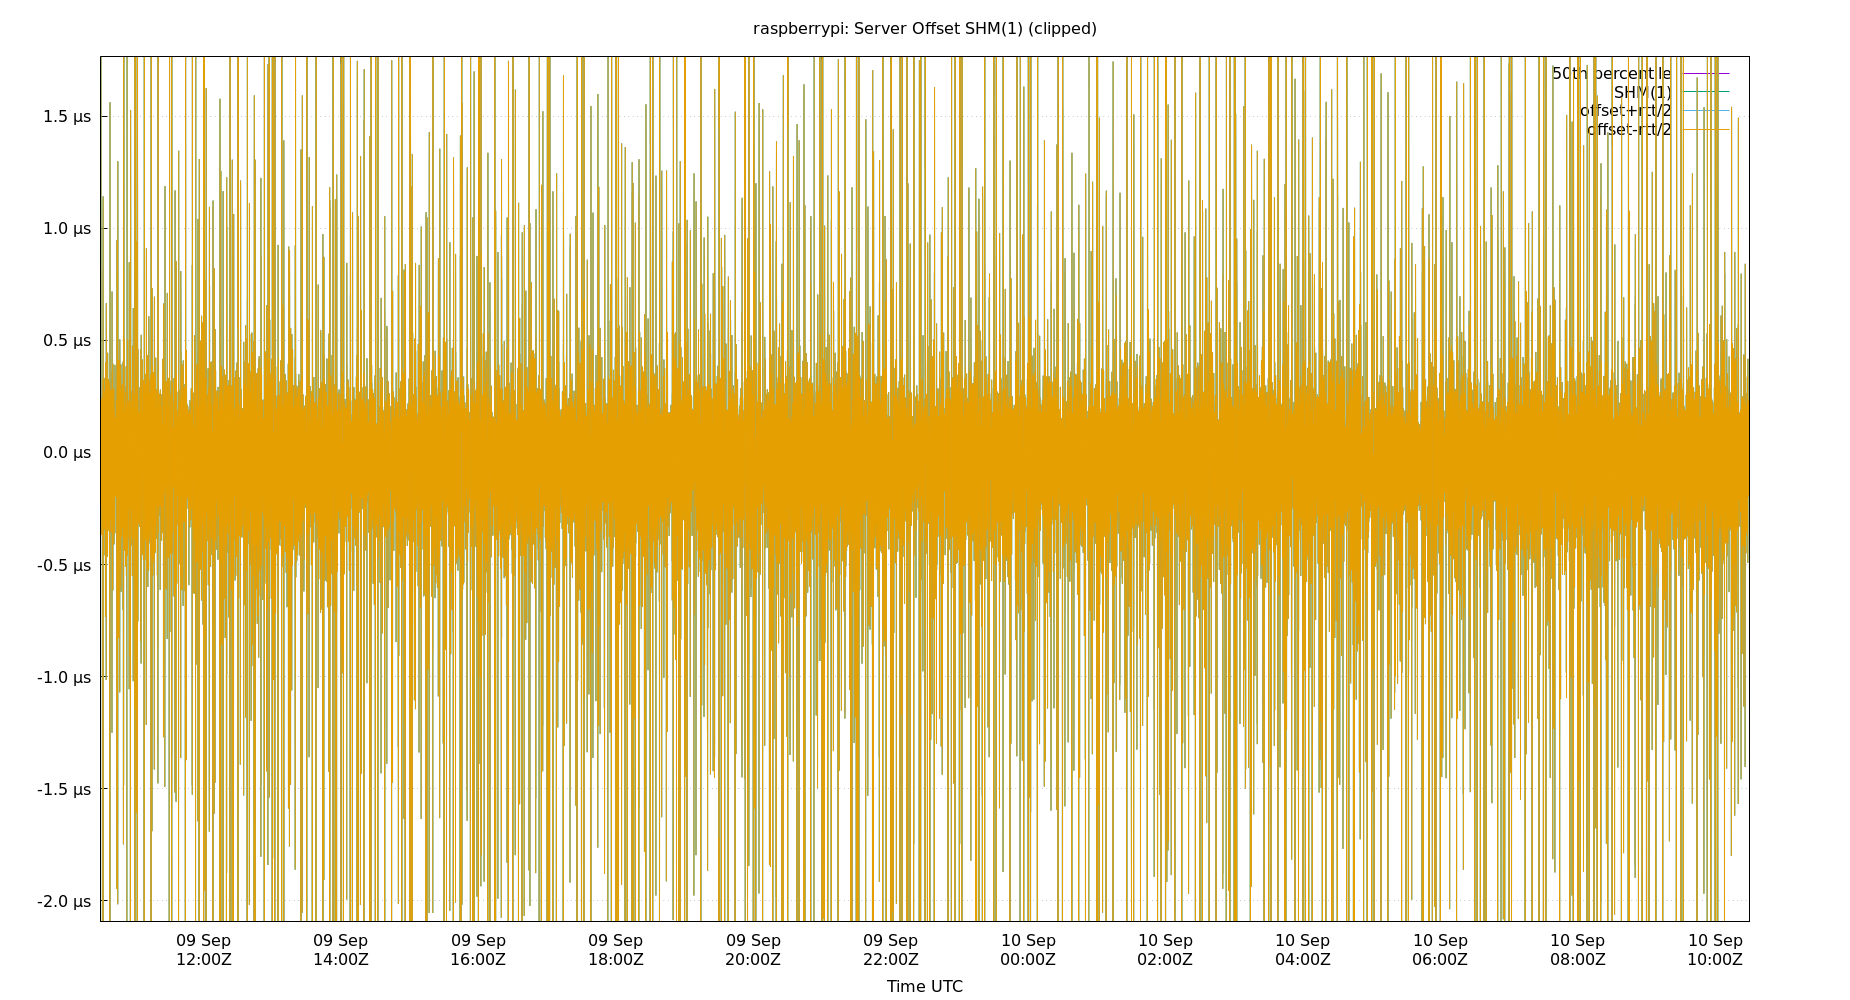 raspberrypi: Server Offset SHM(1) (clipped)
50th percentile
SHM(1)
offset+rtt/2
offset-rtt/2
1.5 µs
1.0 µs
0.5 µs
0.0 µs
-0.5 µs
-1.0 µs
-1.5 µs
-2.0 µs
09 Sep 09 Sep 09 Sep 09 Sep 09 Sep 09 Sep 10 Sep 10 Sep 10 Sep 10 Sep 10 Sep 10 Sep
12:00Z 14:00Z 16:00Z 18:00Z 20:00Z 22:00Z 00:00Z 02:00Z 04:00Z 06:00Z 08:00Z 10:00Z
Time UTC